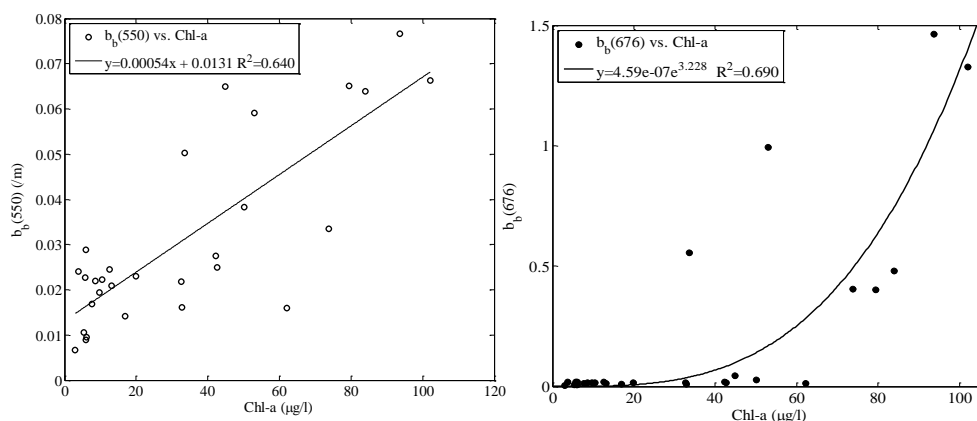 0.08
0.07
0.06
0.05
0.04
0.03
0.02
0.01
0
b_b(550) (/m)
b_b(550) vs. Chl-a
y=0.00054x + 0.0131 R²=0.640
0 20 40 60 80 100 120
Chl-a (μg/l)
1.5
1
0.5
0
b_b(676)
b_b(676) vs. Chl-a
y=4.59e-07e^3.228 R²=0.690
20 40 60 80 100
Chl-a (μg/l)